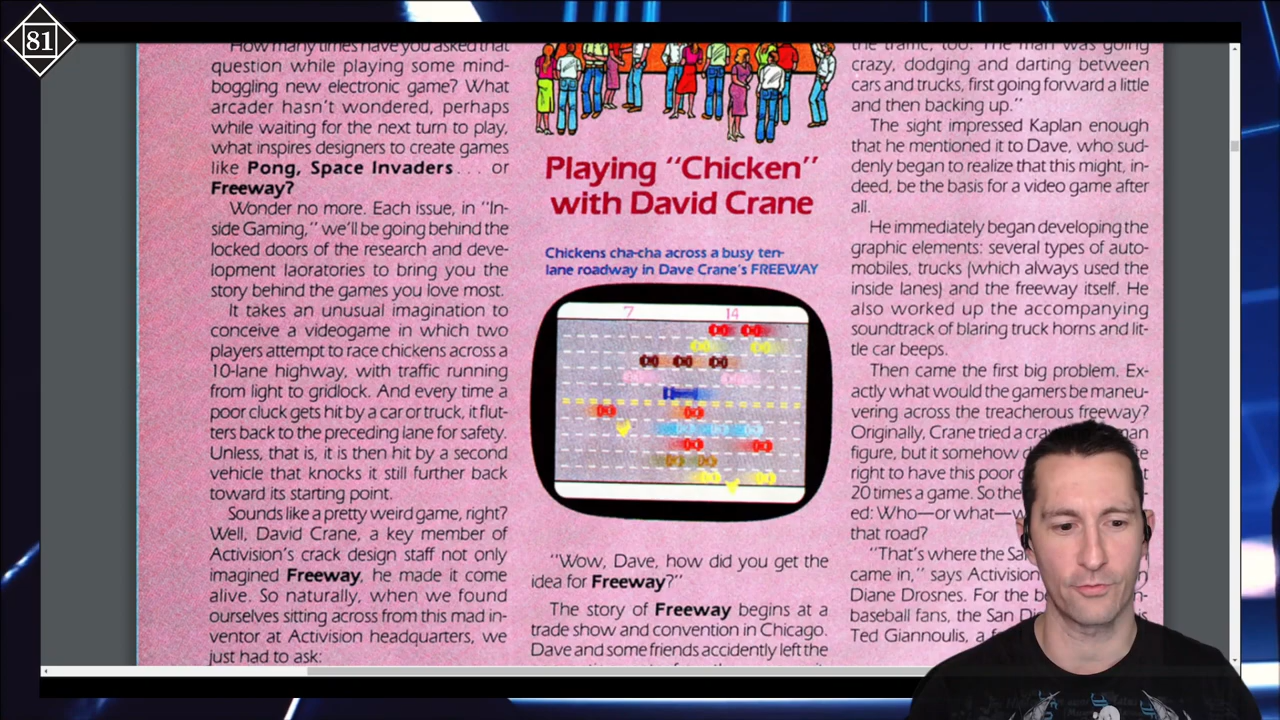 81
How many times have you asked that
question while playing some mind-
boggling new electronic game? What
arcader hasn't wondered, perhaps
while waiting for the next turn to play,
what inspires designers to create games
like Pong, Space Invaders . . . or
Freeway?
Wonder no more. Each issue, in "In-
side Gaming," we'll be going behind the
locked doors of the research and deve-
lopment laoratories to bring you the
story behind the games you love most.
It takes an unusual imagination to
conceive a videogame in which two
players attempt to race chickens across a
10-lane highway, with traffic running
from light to gridlock. And every time a
poor cluck gets hit by a car or truck, it flut-
ters back to the preceding lane for safety.
Unless, that is, it is then hit by a second
vehicle that knocks it still further back
toward its starting point.
Sounds like a pretty weird game, right?
Well, David Crane, a key member of
Activision's crack design staff not only
imagined Freeway, he made it come
alive. So naturally, when we found
ourselves sitting across from this mad in-
ventor at Activision headquarters, we
just had to ask:
Playing "Chicken"
with David Crane
Chickens cha-cha across a busy ten-
lane roadway in Dave Crane's FREEWAY
7 14
"Wow, Dave, how did you get the
idea for Freeway?"
The story of Freeway begins at a
trade show and convention in Chicago.
Dave and some friends accidently left the
the traffic, too. The man was going
crazy, dodging and darting between
cars and trucks, first going forward a little
and then backing up."
The sight impressed Kaplan enough
that he mentioned it to Dave, who sud-
denly began to realize that this might, in-
deed, be the basis for a video game after
all.
He immediately began developing the
graphic elements: several types of auto-
mobiles, trucks (which always used the
inside lanes) and the freeway itself. He
also worked up the accompanying
soundtrack of blaring truck horns and lit-
tle car beeps.
Then came the first big problem. Ex-
actly what would the gamers be maneu-
vering across the treacherous freeway?
Originally, Crane tried a
figure, but it somehow
right to have this poor
20 times a game. So the
ed: Who—or what—
that road?
"That's where the
came in," says Activision
Diane Drosnes. For the
baseball fans, the San
Ted Giannoulis, a